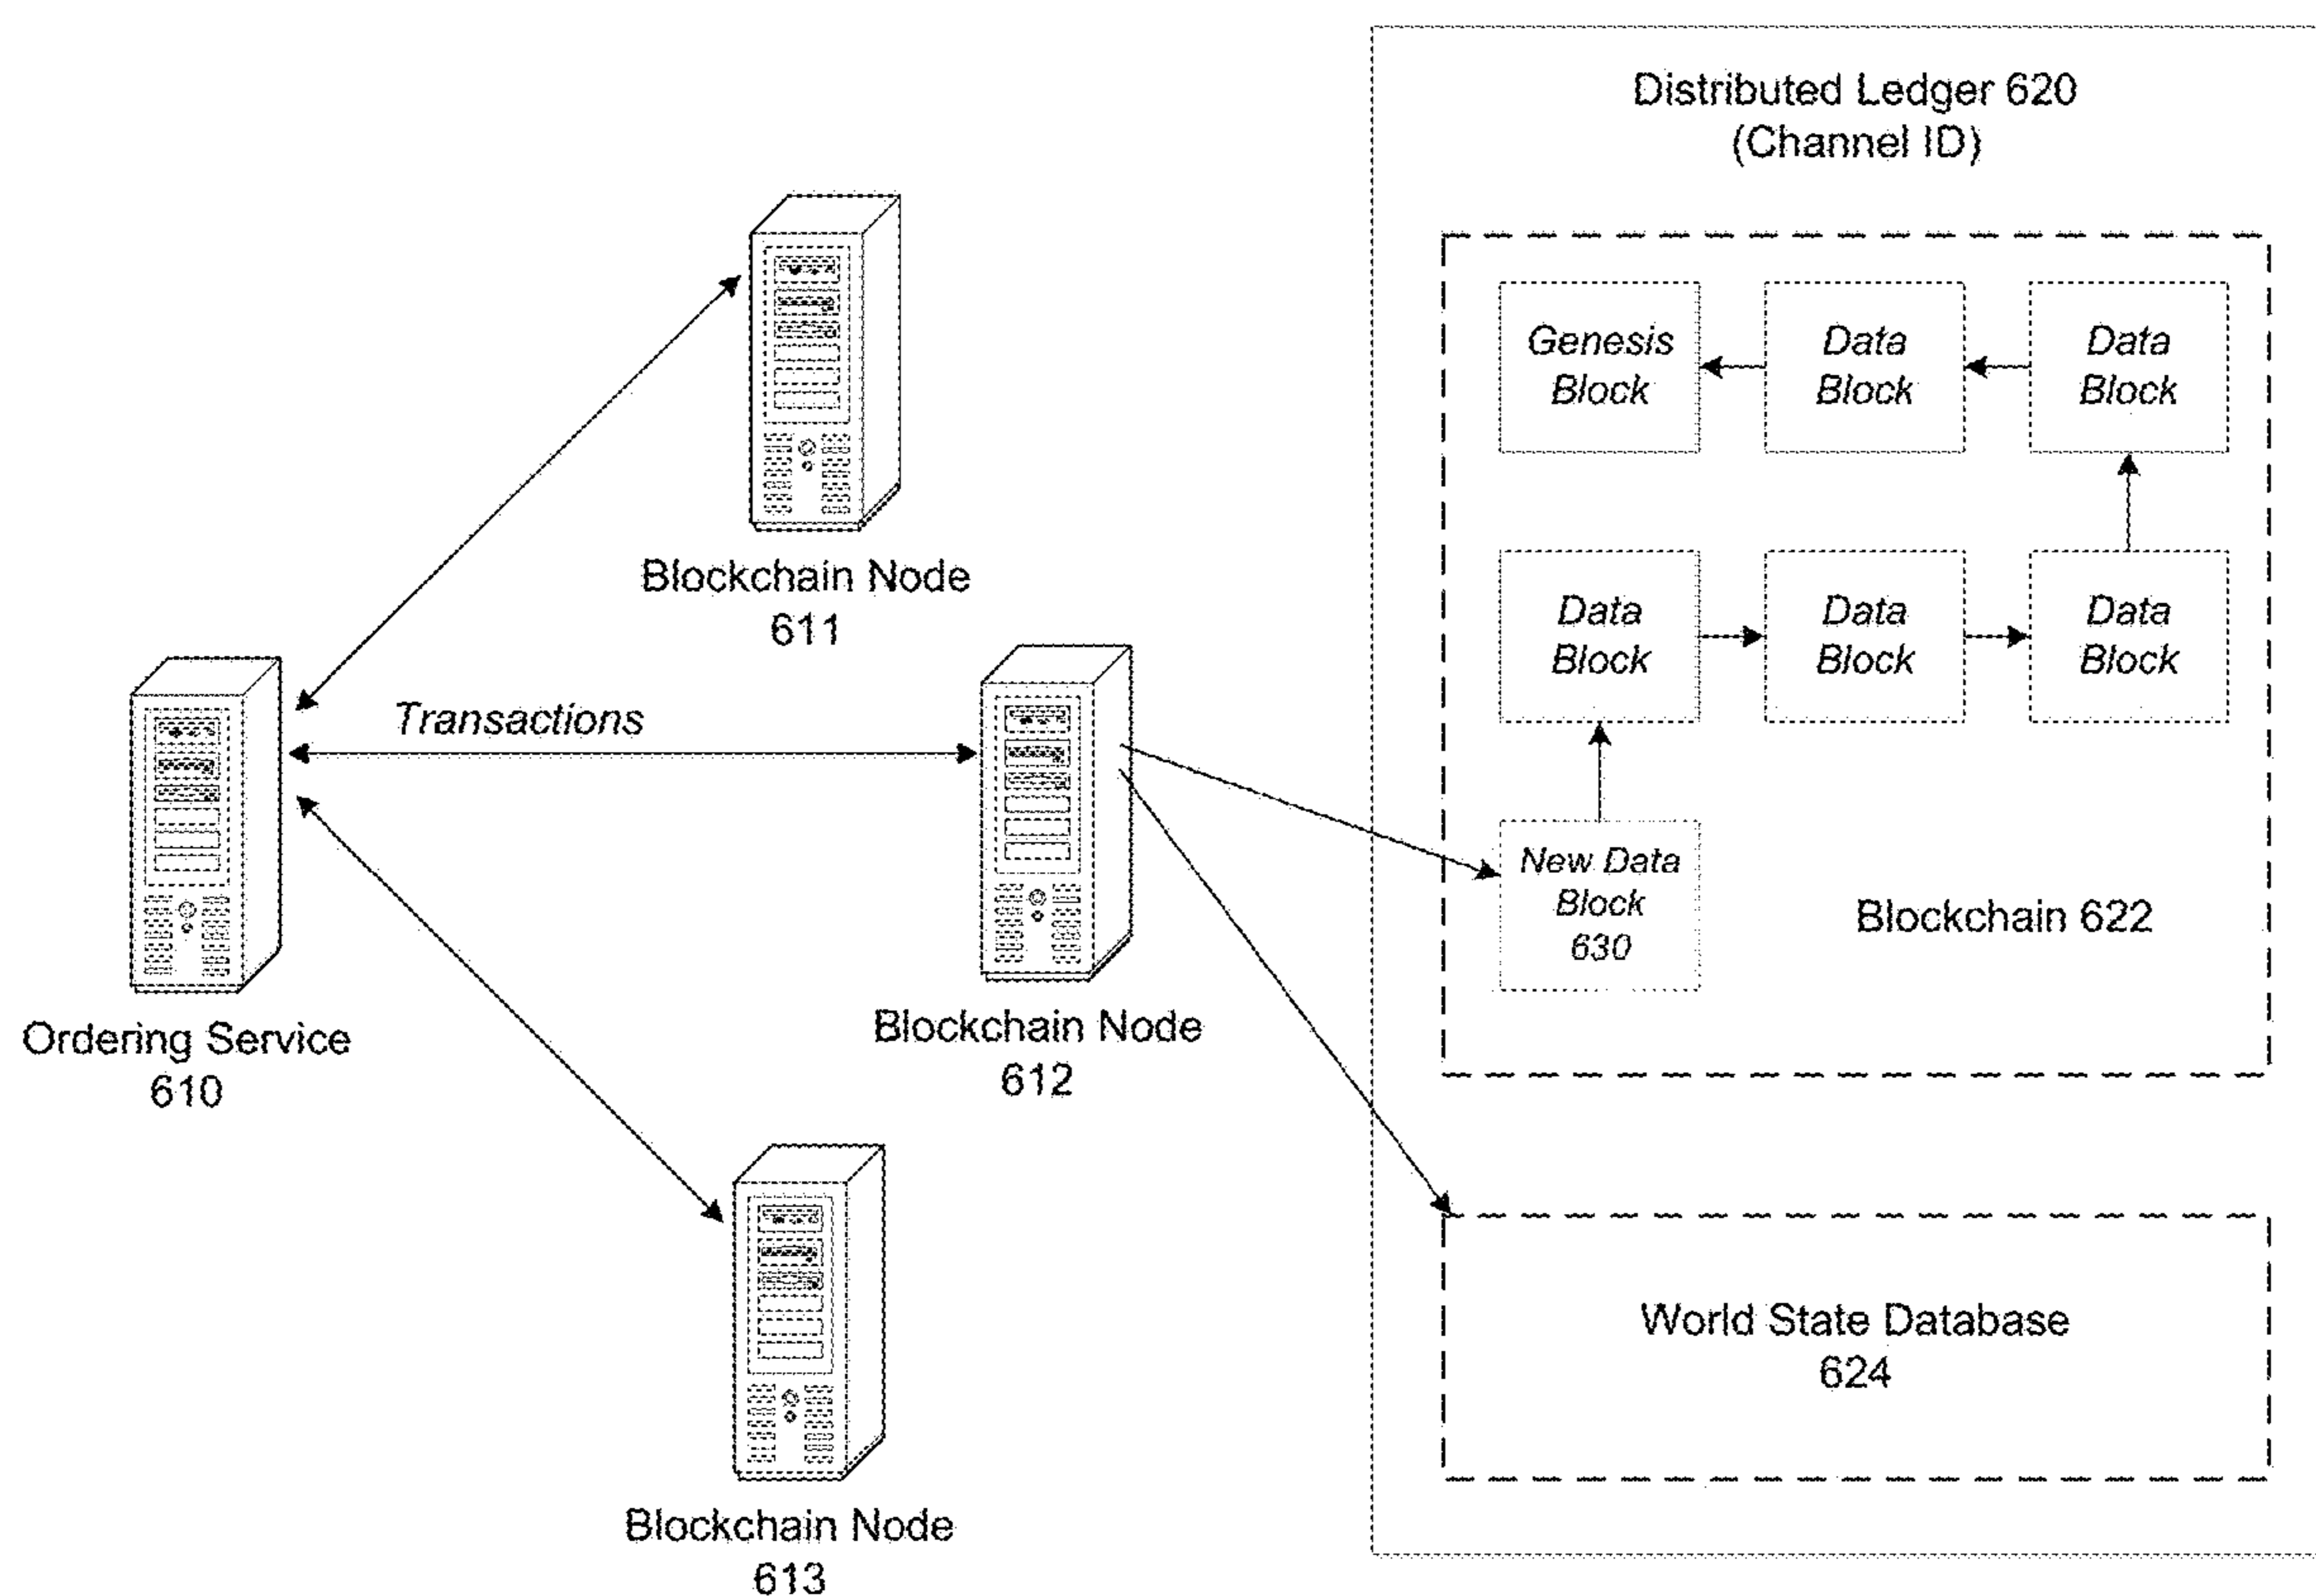 Distributed Ledger 620
(Channel ID)
Genesis
Block
Data
Block
Data
Block
Blockchain Node
611
Data
Block
Data
Block
Data
Block
Transactions
New Data
Block
630
Blockchain 622
Ordering Service
610
Blockchain Node
612
World State Database
624
Blockchain Node
613